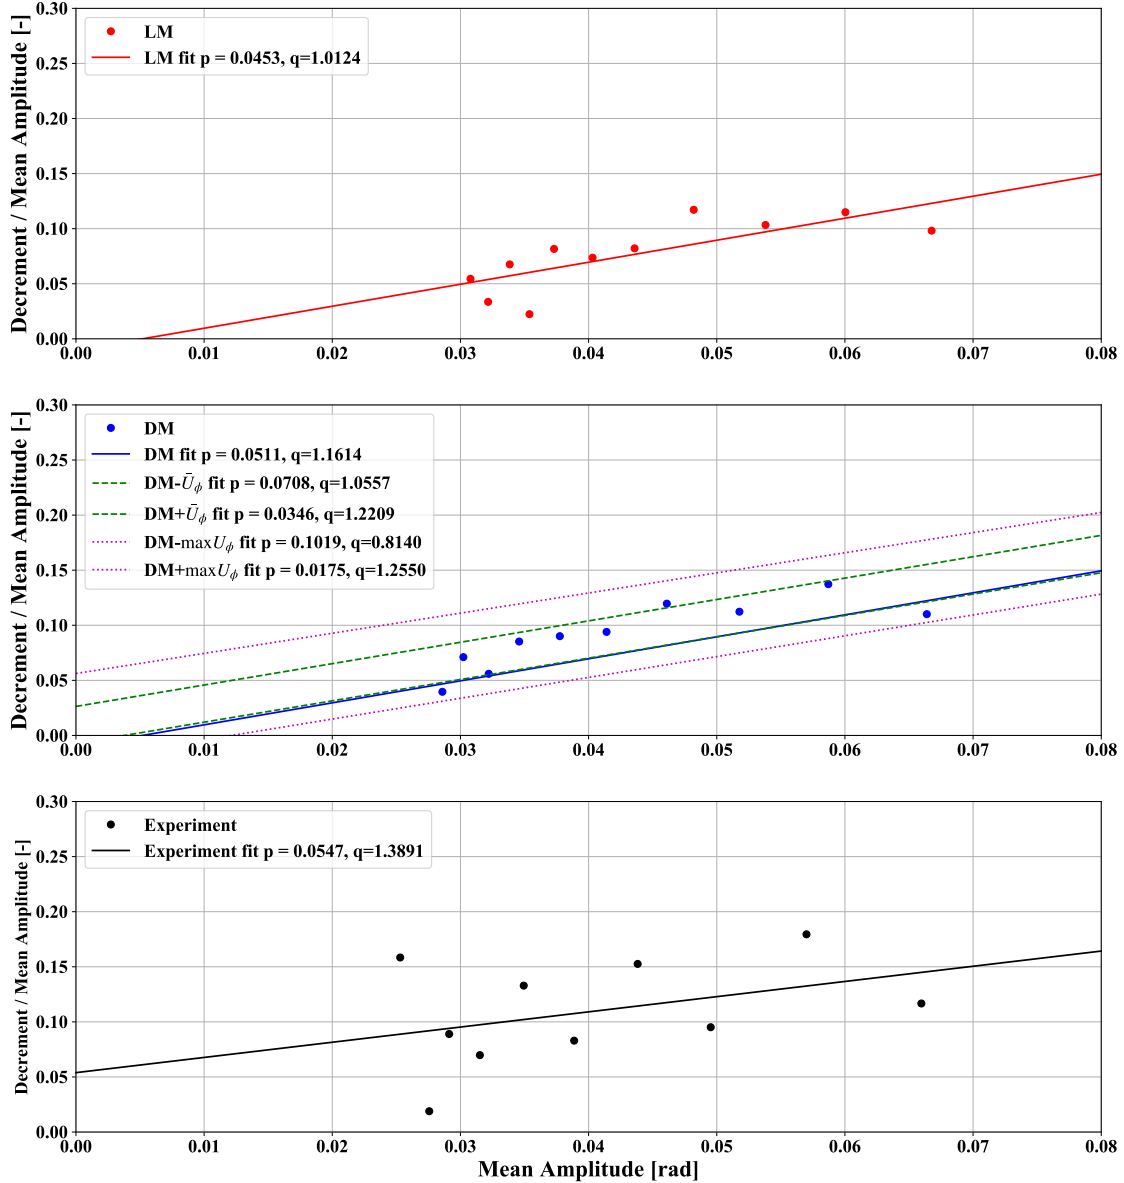 0.30
0.25
0.20
0.15
0.10
0.05
0.00
Decrement / Mean Amplitude [-]
LM
LM fit p = 0.0453, q=1.0124
0.00 0.01 0.02 0.03 0.04 0.05 0.06 0.07 0.08
0.30
0.25
0.20
0.15
0.10
0.05
0.00
Decrement / Mean Amplitude [-]
DM
DM fit p = 0.0511, q=1.1614
DM-Ū_ϕ fit p = 0.0708, q=1.0557
DM+Ū_ϕ fit p = 0.0346, q=1.2209
DM-maxU_ϕ fit p = 0.1019, q=0.8140
DM+maxU_ϕ fit p = 0.0175, q=1.2550
0.00 0.01 0.02 0.03 0.04 0.05 0.06 0.07 0.08
0.30
0.25
0.20
0.15
0.10
0.05
0.00
Decrement / Mean Amplitude [-]
Experiment
Experiment fit p = 0.0547, q=1.3891
0.00 0.01 0.02 0.03 0.04 0.05 0.06 0.07 0.08
Mean Amplitude [rad]